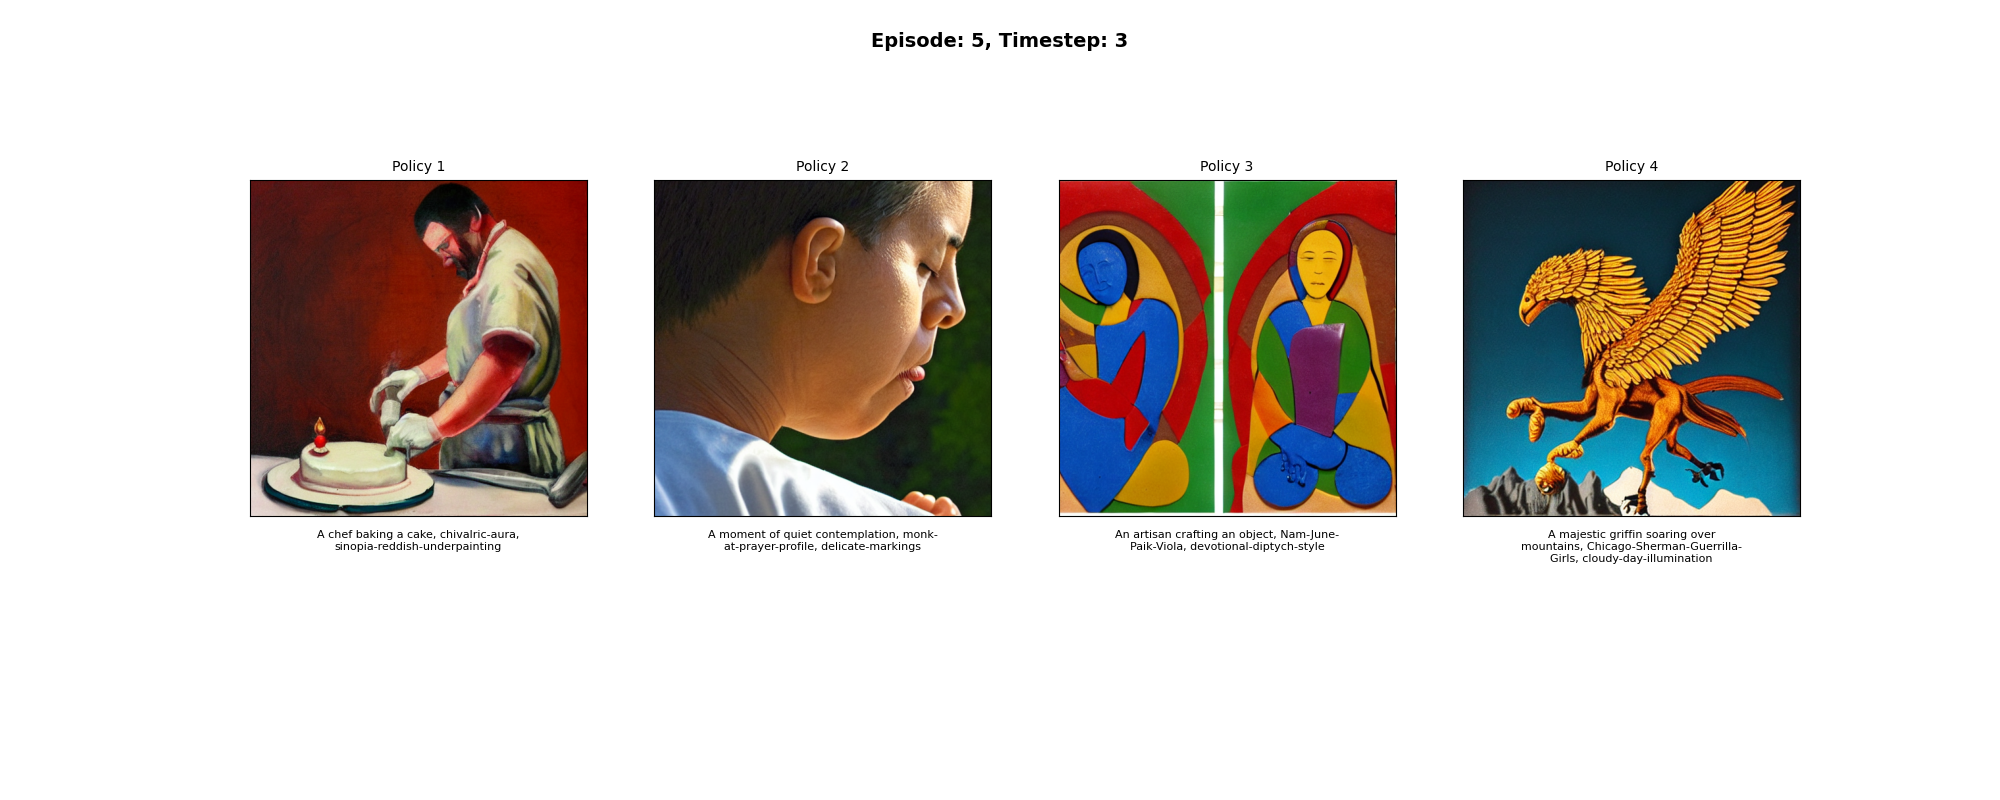 Episode: 5, Timestep: 3
Policy 1
Policy 2
Policy 3
Policy 4
A chef baking a cake, chivalric-aura,
sinopia-reddish-underpainting
A moment of quiet contemplation, monk-
at-prayer-profile, delicate-markings
An artisan crafting an object, Nam-June-
Paik-Viola, devotional-diptych-style
A majestic griffin soaring over
mountains, Chicago-Sherman-Guerrilla-
Girls, cloudy-day-illumination